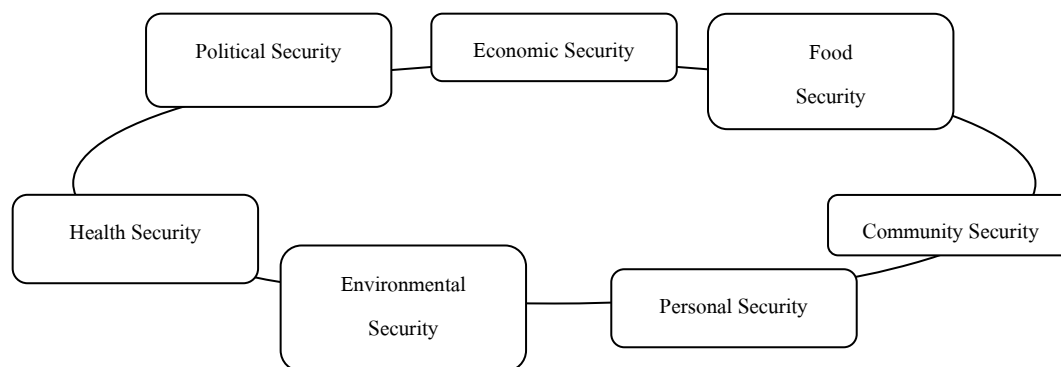 Political Security
Economic Security
Food
Security
Health Security
Community Security
Environmental
Security
Personal Security